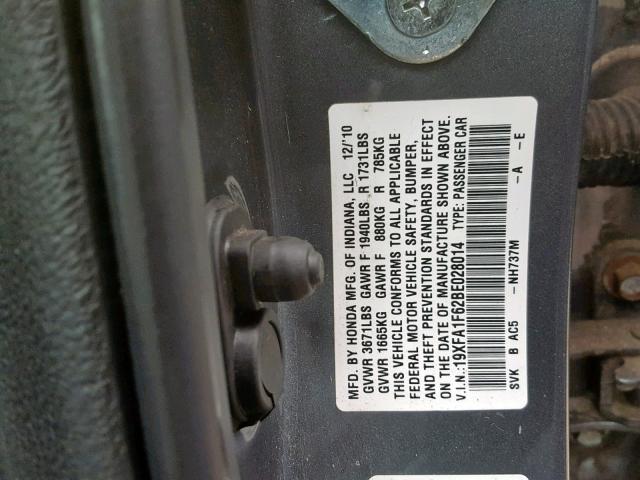 MFD. BY HONDA MFG. OF INDIANA, LLC 12/'10
GVWR 3671LBS GAWR F 1940LBS R 1731LBS
GVWR 1665KG GAWR F 880KG R 785KG
THIS VEHICLE CONFORMS TO ALL APPLICABLE
FEDERAL MOTOR VEHICLE SAFETY, BUMPER,
AND THEFT PREVENTION STANDARDS IN EFFECT
ON THE DATE OF MANUFACTURE SHOWN ABOVE.
V.I.N.:19XFA1F62BE028014 TYPE: PASSENGER CAR
SVK B AC5 -NH737M -A -E